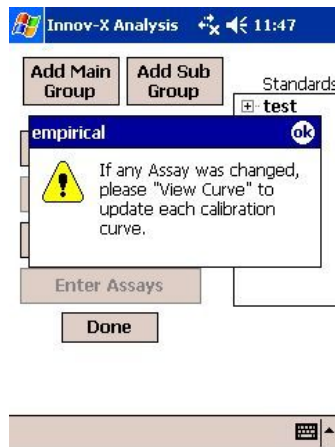 Innov-X Analysis 11:47
Add Main Group
Add Sub Group
Standards
test
empirical ok
If any Assay was changed,
please "View Curve" to
update each calibration
curve.
Enter Assays
Done